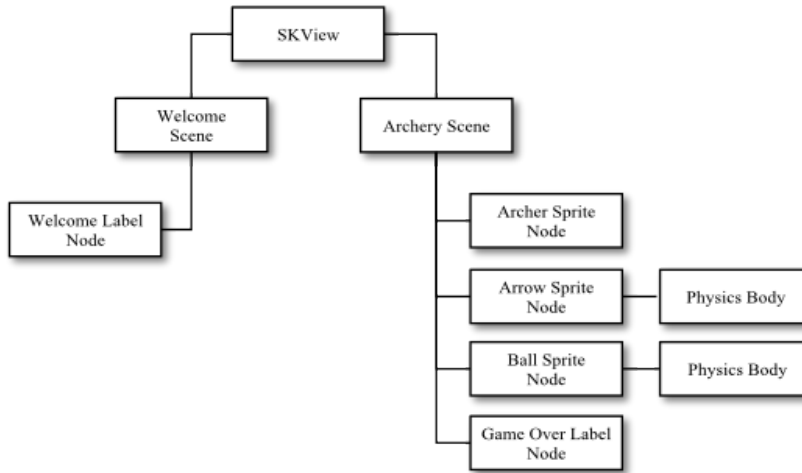 SKView
Welcome
Scene
Archery Scene
Welcome Label
Node
Archer Sprite
Node
Arrow Sprite
Node
Physics Body
Ball Sprite
Node
Physics Body
Game Over Label
Node